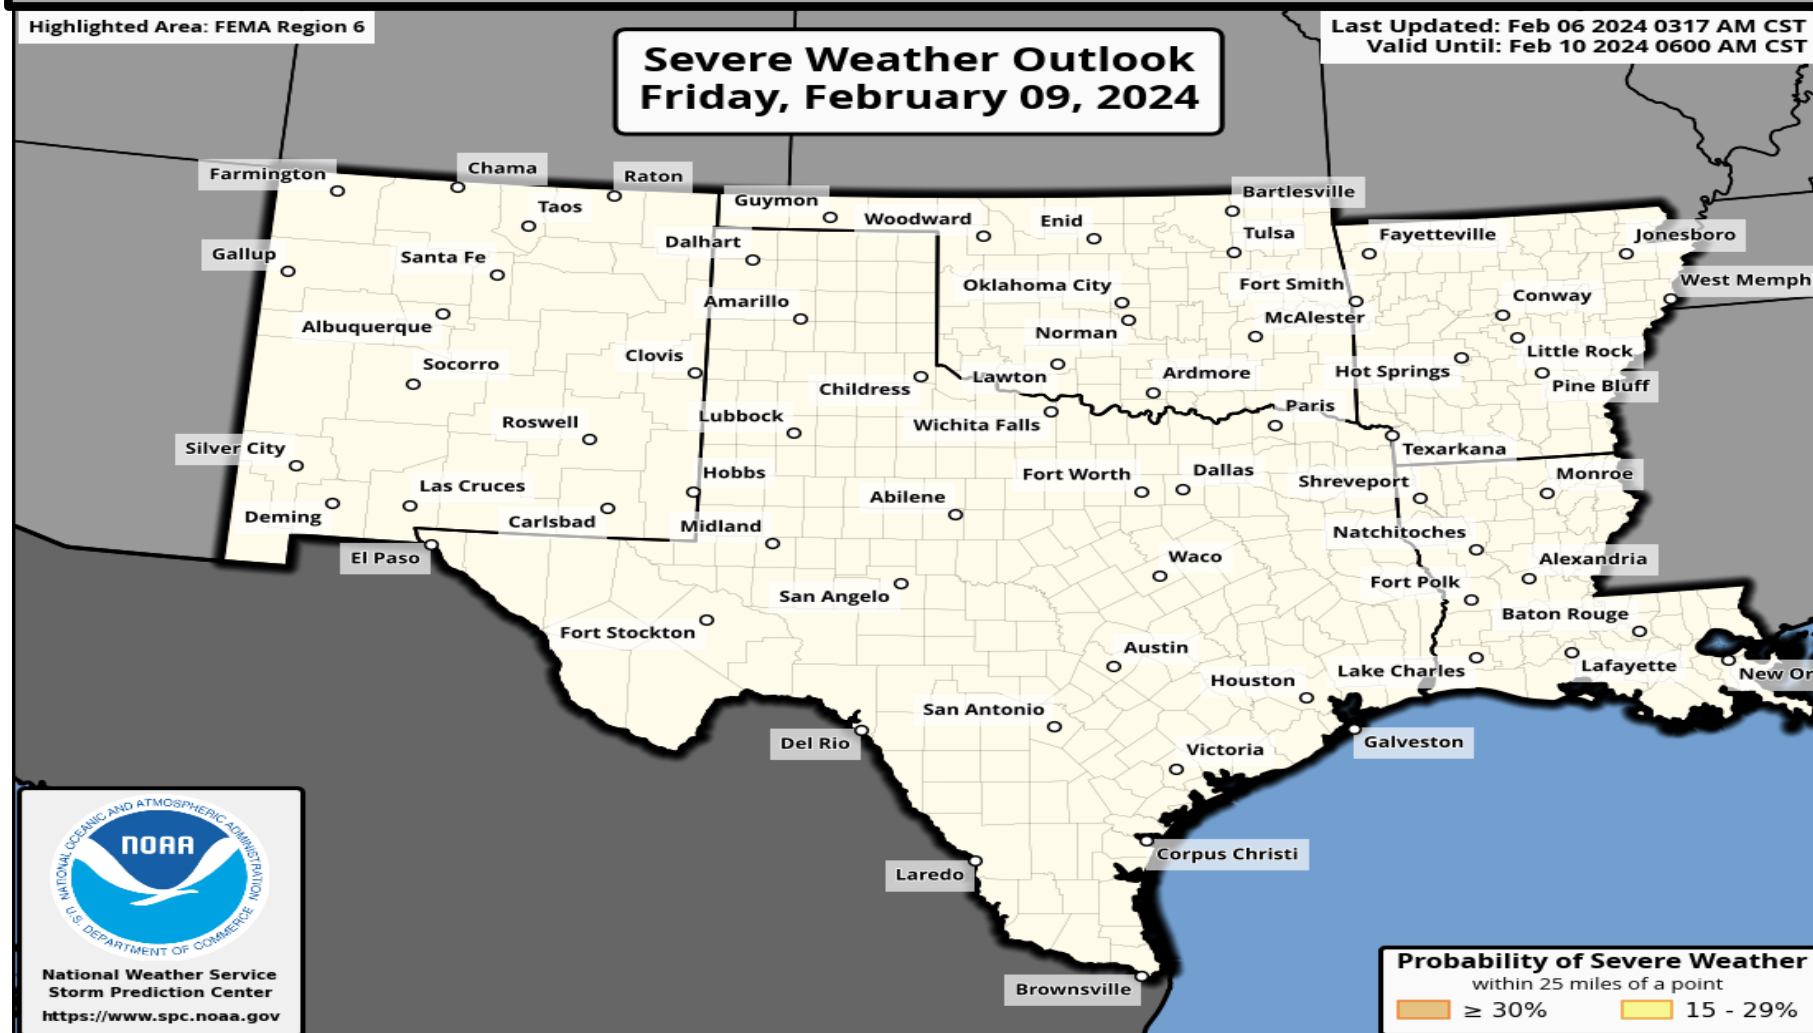 Highlighted Area: FEMA Region 6
Last Updated: Feb 06 2024 0317 AM CST
Valid Until: Feb 10 2024 0600 AM CST
Severe Weather Outlook
Friday, February 09, 2024
Farmington
Chama
Raton
Taos
Guymon
Woodward
Enid
Bartlesville
Tulsa
Fayetteville
Jonesboro
Gallup
Santa Fe
Dalhart
Oklahoma City
Fort Smith
Conway
West Memph
Albuquerque
Amarillo
Norman
McAlester
Little Rock
Socorro
Clovis
Childress
Lawton
Ardmore
Hot Springs
Pine Bluff
Roswell
Lubbock
Wichita Falls
Paris
Texarkana
Silver City
Las Cruces
Hobbs
Abilene
Fort Worth
Dallas
Shreveport
Monroe
Deming
Carlsbad
Midland
Natchitoches
El Paso
San Angelo
Waco
Fort Polk
Alexandria
Fort Stockton
Austin
Baton Rouge
Houston
Lake Charles
Lafayette
New Or
San Antonio
Del Rio
Victoria
Galveston
Laredo
Corpus Christi
Brownsville
NATIONAL OCEANIC AND ATMOSPHERIC ADMINISTRATION
NOAA
U.S. DEPARTMENT OF COMMERCE
National Weather Service
Storm Prediction Center
https://www.spc.noaa.gov
Probability of Severe Weather
within 25 miles of a point
≥ 30% 15 - 29%